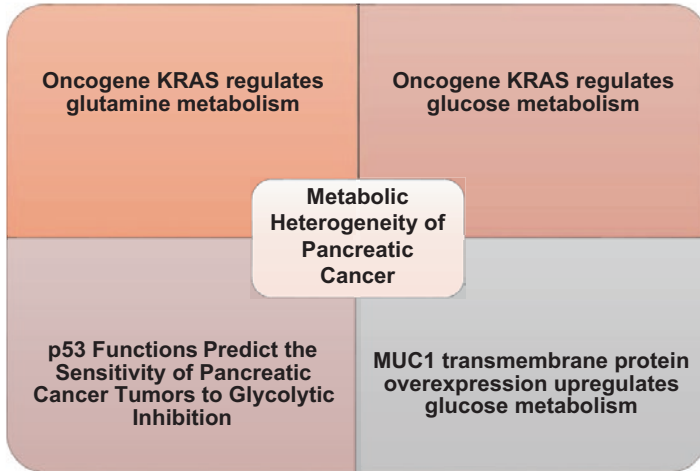 Oncogene KRAS regulates
glutamine metabolism
Oncogene KRAS regulates
glucose metabolism
Metabolic
Heterogeneity of
Pancreatic
Cancer
p53 Functions Predict the
Sensitivity of Pancreatic
Cancer Tumors to Glycolytic
Inhibition
MUC1 transmembrane protein
overexpression upregulates
glucose metabolism